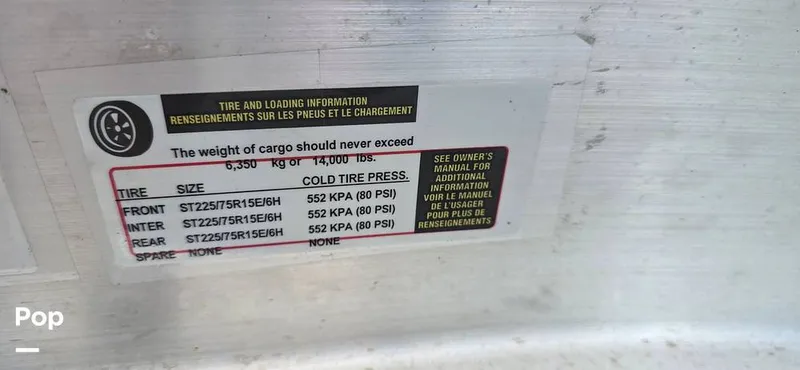 TIRE AND LOADING INFORMATION
RENSEIGNEMENTS SUR LES PNEUS ET LE CHARGEMENT
The weight of cargo should never exceed
6,350 kg or 14,000 lbs.
TIRE SIZE COLD TIRE PRESS.
FRONT ST225/75R15E/6H 552 KPA (80 PSI)
INTER ST225/75R15E/6H 552 KPA (80 PSI)
REAR ST225/75R15E/6H 552 KPA (80 PSI)
SPARE NONE NONE
SEE OWNER'S
MANUAL FOR
ADDITIONAL
INFORMATION
VOIR LE MANUEL
DE L'USAGER
POUR PLUS DE
RENSEIGNEMENTS
Pop